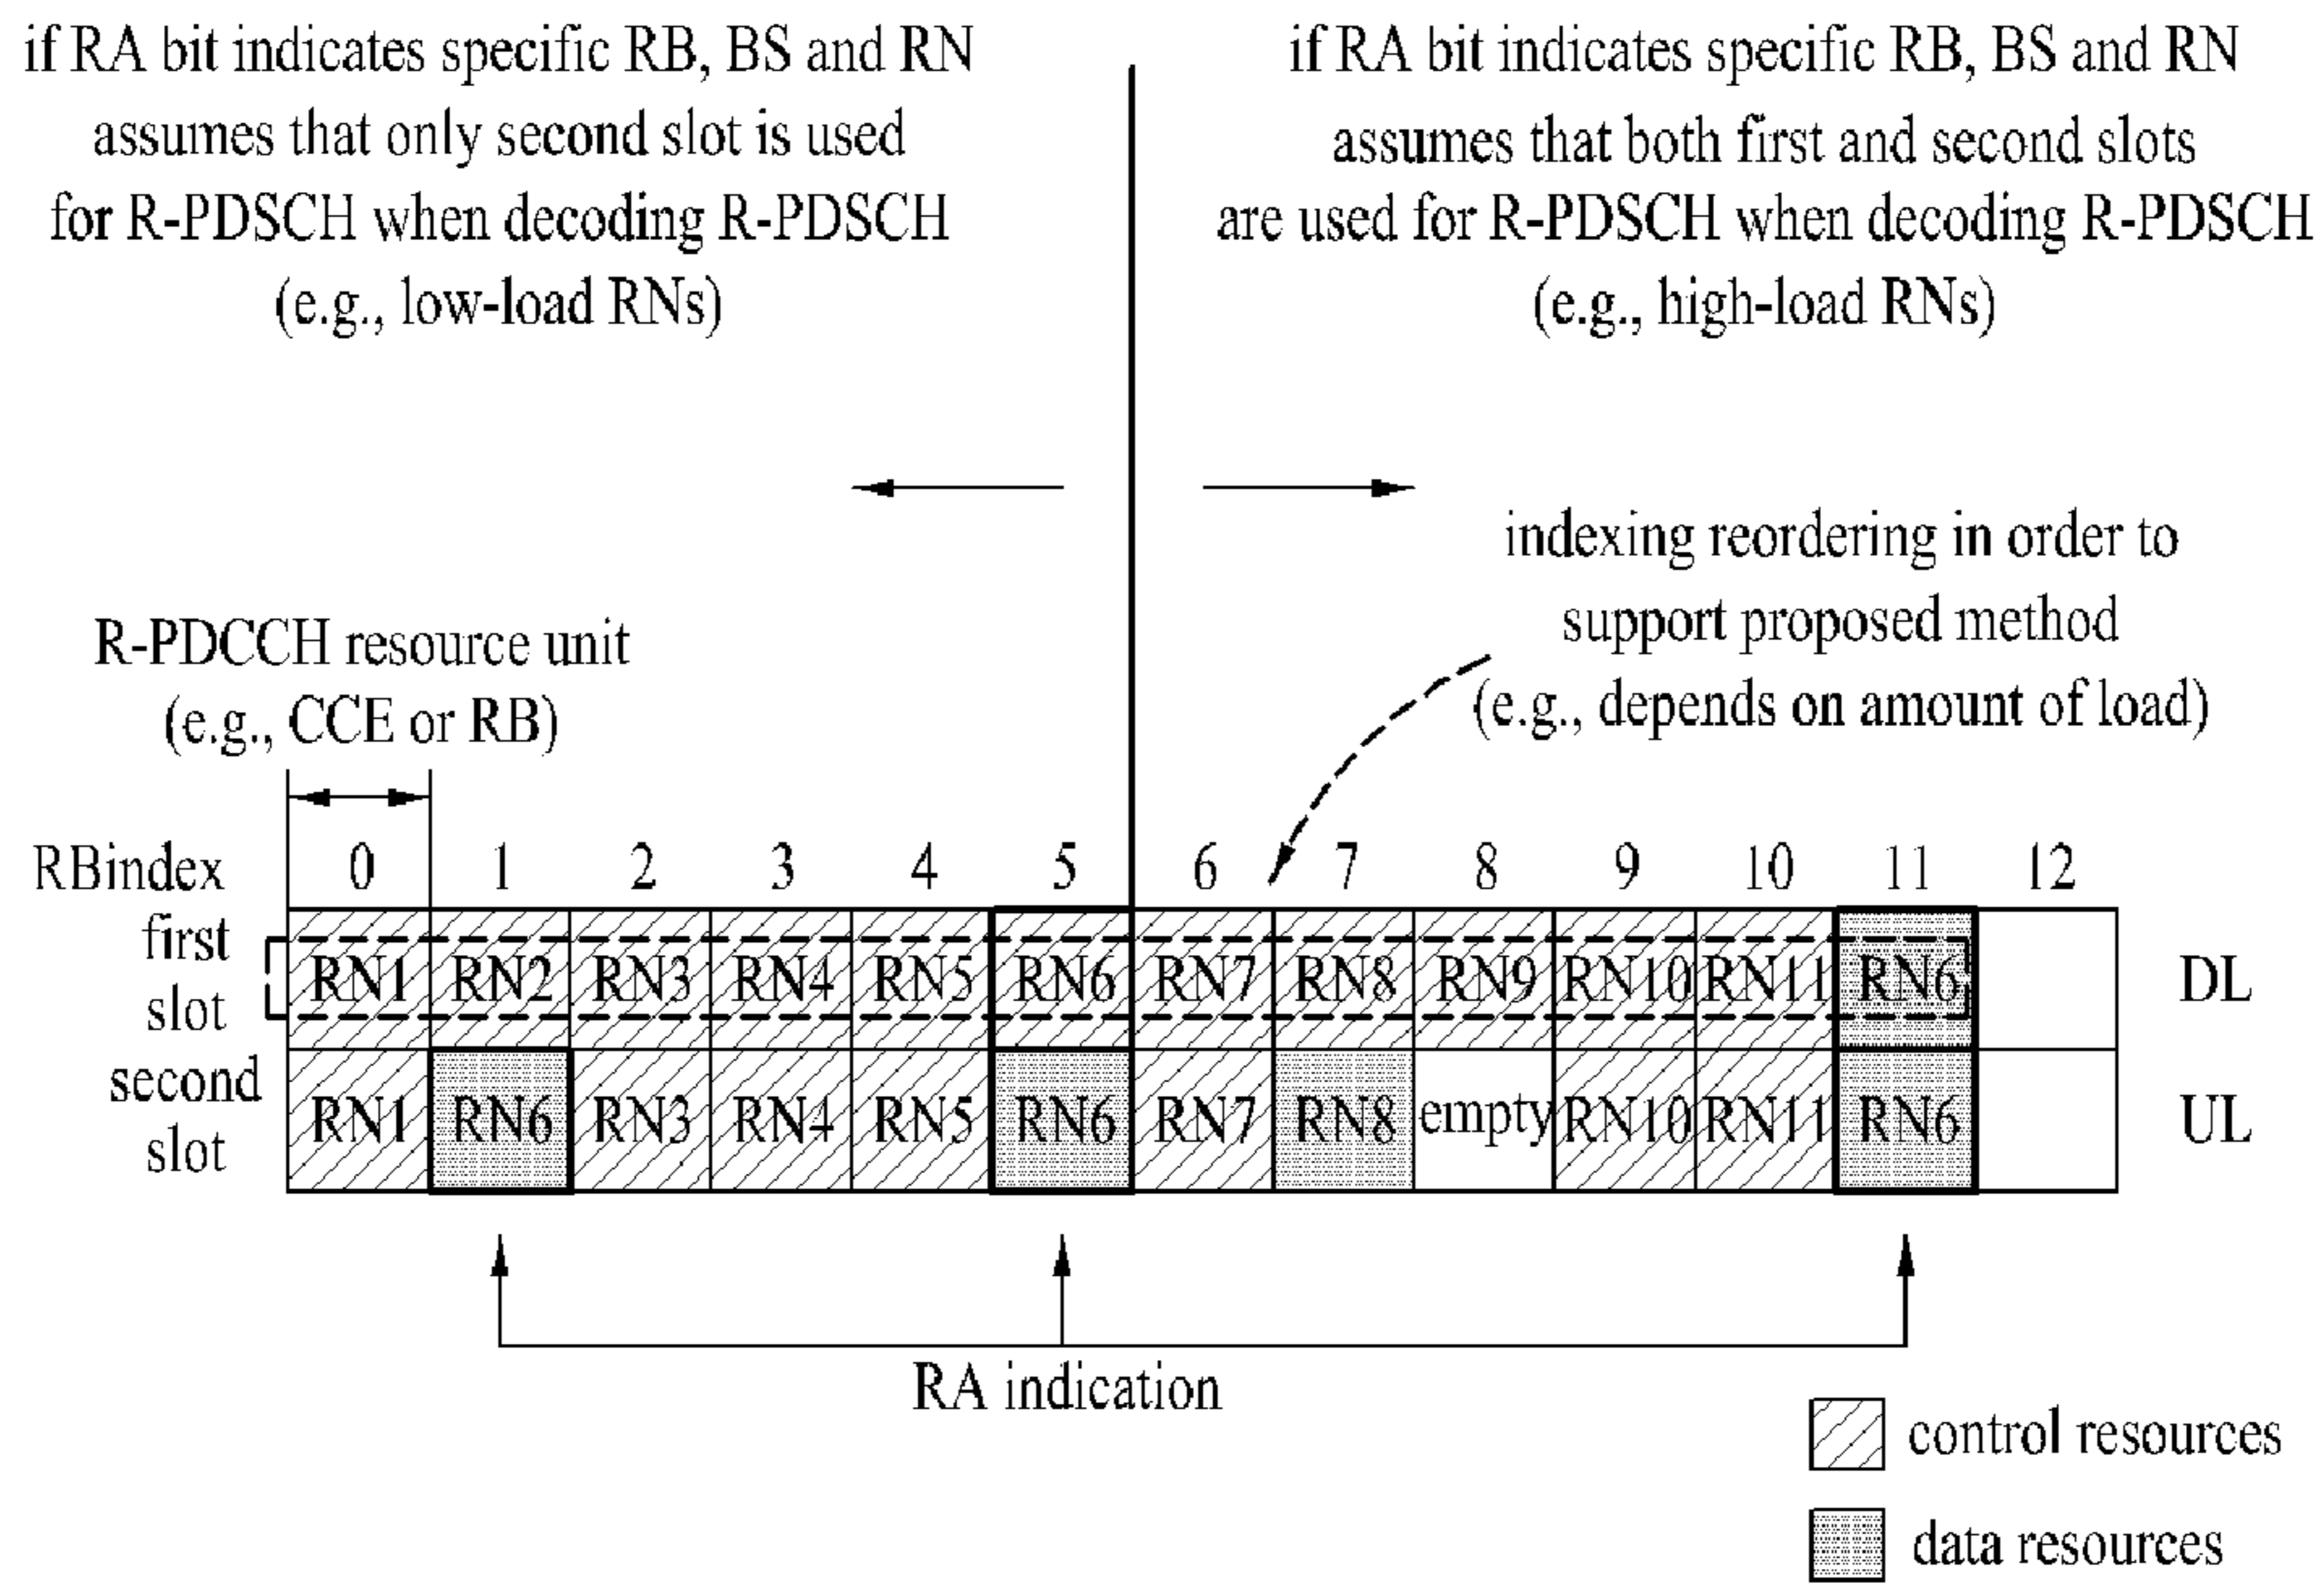 if RA bit indicates specific RB, BS and RN
assumes that only second slot is used
for R-PDSCH when decoding R-PDSCH
(e.g., low-load RNs)
if RA bit indicates specific RB, BS and RN
assumes that both first and second slots
are used for R-PDSCH when decoding R-PDSCH
(e.g., high-load RNs)
indexing reordering in order to
support proposed method
(e.g., depends on amount of load)
R-PDCCH resource unit
(e.g., CCE or RB)
RBindex 0 1 2 3 4 5 6 7 8 9 10 11 12
first
slot
RN1 RN2 RN3 RN4 RN5 RN6 RN7 RN8 RN9 RN10 RN11 RN6 DL
second
slot
RN1 RN6 RN3 RN4 RN5 RN6 RN7 RN8 empty RN10 RN11 RN6 UL
RA indication
control resources
data resources